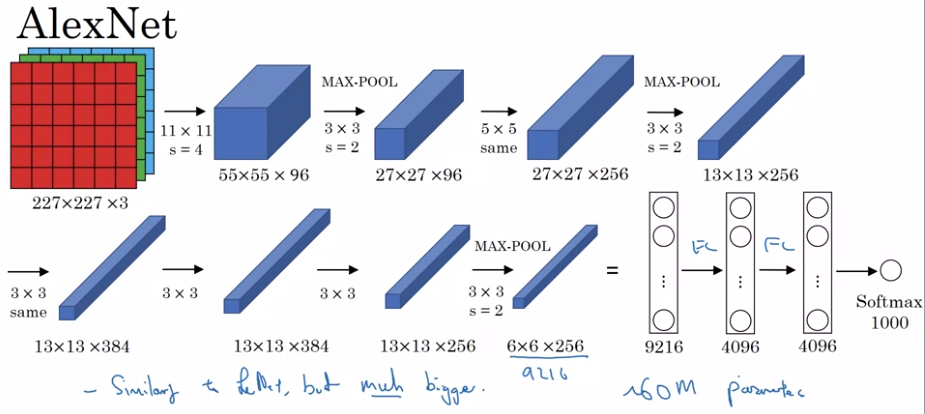 AlexNet
MAX-POOL
MAX-POOL
11 × 11
s = 4
3 × 3
s = 2
5 × 5
same
3 × 3
s = 2
227×227 ×3
55×55 × 96
27×27 ×96
27×27 ×256
13×13 ×256
MAX-POOL
FC
FC
=
3 × 3
same
3 × 3
3 × 3
3 × 3
s = 2
Softmax
1000
13×13 ×384
13×13 ×384
13×13 ×256
6×6 ×256
9216
4096
4096
9216
- Similar to LeNet, but much bigger.
~60M parameters